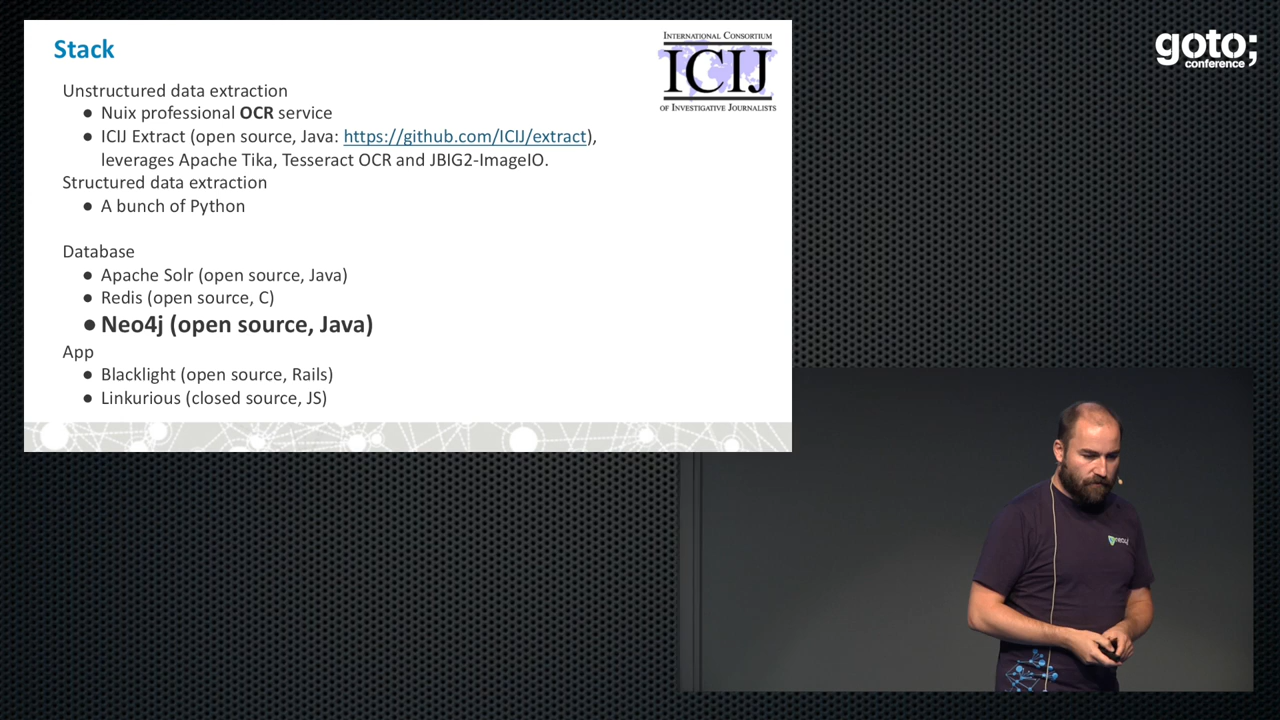 Stack
INTERNATIONAL CONSORTIUM
ICIJ
OF INVESTIGATIVE JOURNALISTS
Unstructured data extraction
● Nuix professional OCR service
● ICIJ Extract (open source, Java: https://github.com/ICIJ/extract),
leverages Apache Tika, Tesseract OCR and JBIG2-ImageIO.
Structured data extraction
● A bunch of Python
Database
● Apache Solr (open source, Java)
● Redis (open source, C)
● Neo4j (open source, Java)
App
● Blacklight (open source, Rails)
● Linkurious (closed source, JS)
goto;
conference